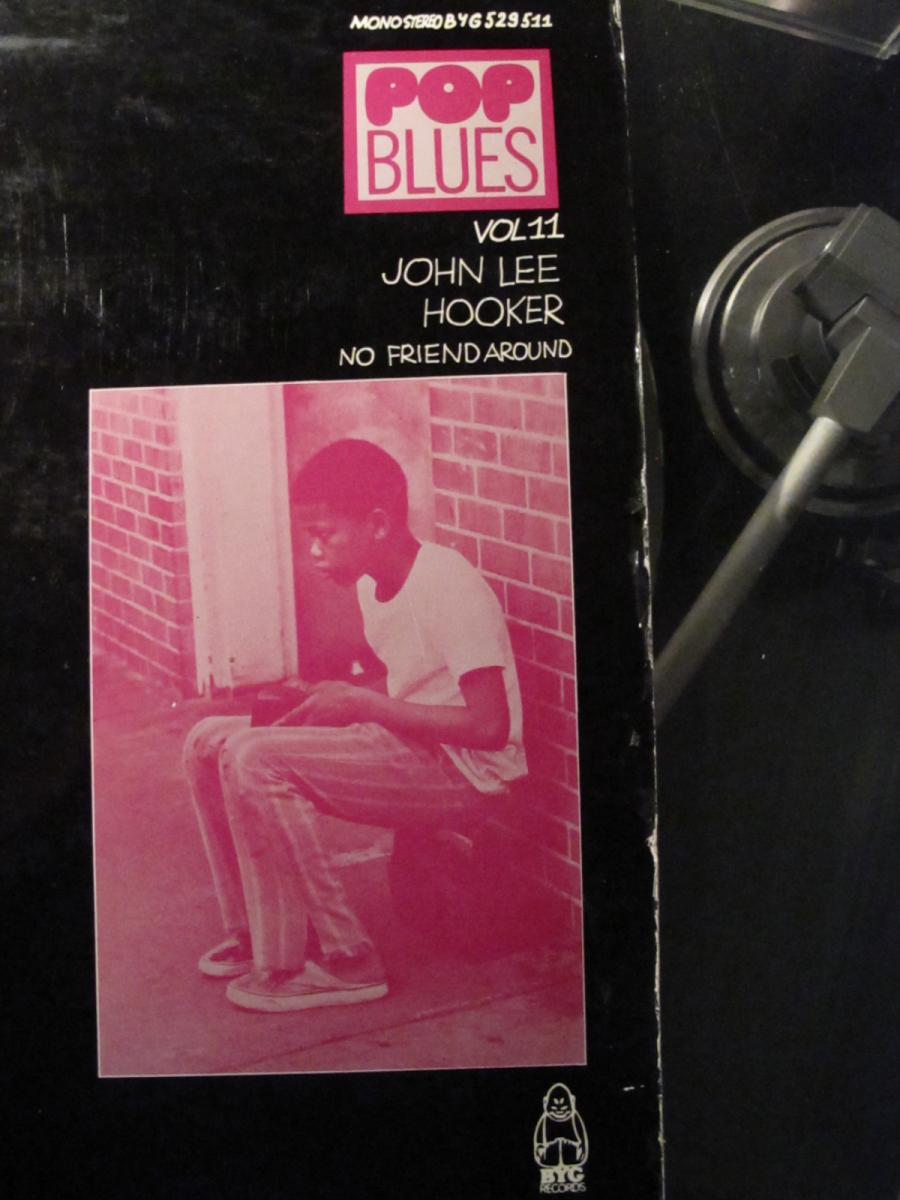 MONO STEREO BYG 529 511
POP
BLUES
VOL 11
JOHN LEE
HOOKER
NO FRIEND AROUND
BYG
RECORDS